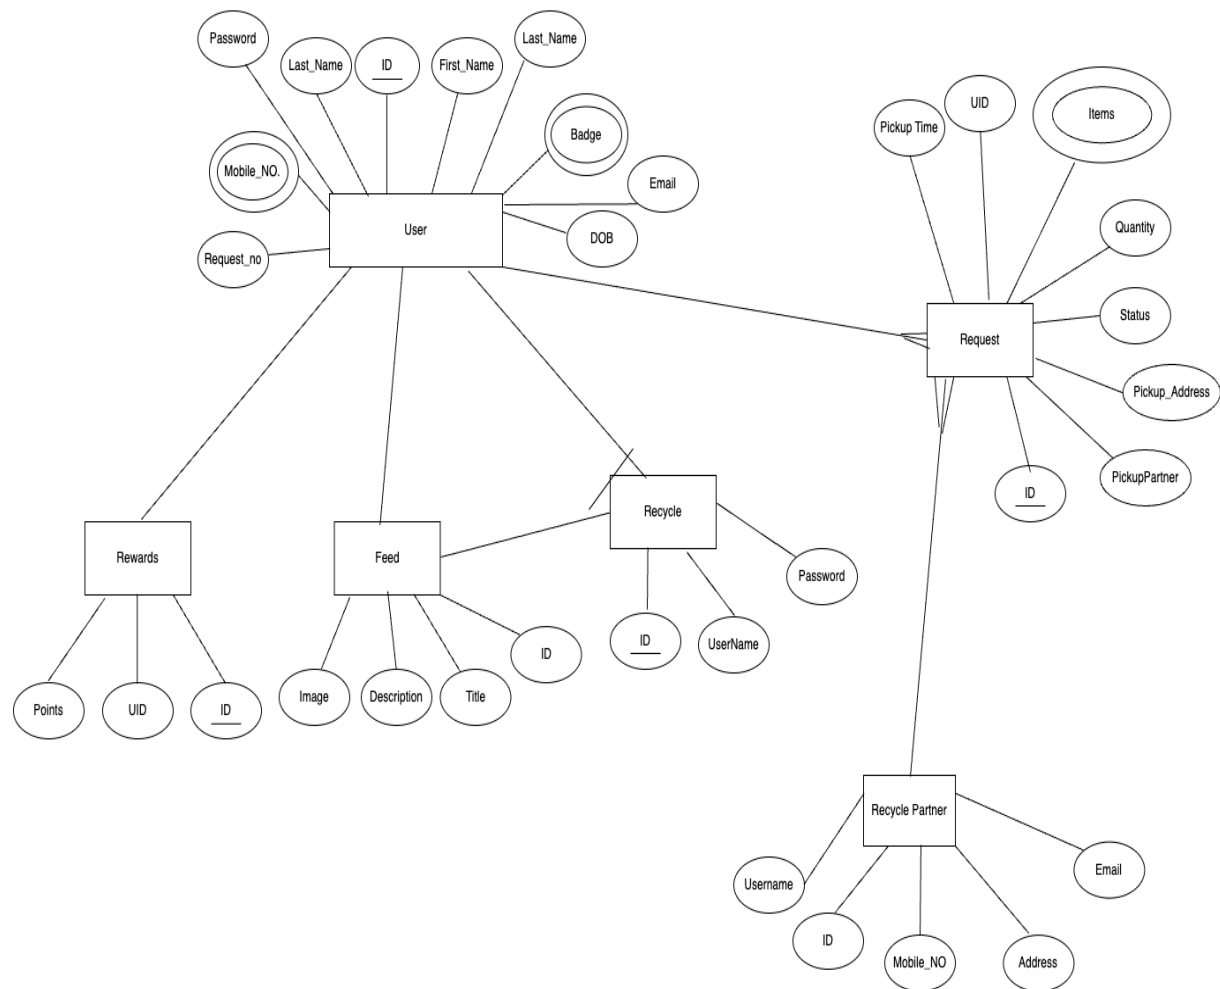 Password
Last_Name
ID
First_Name
Last_Name
Mobile_NO.
Badge
Email
DOB
Request_no
User
Pickup Time
UID
Items
Quantity
Status
Request
Pickup_Address
PickupPartner
ID
Rewards
Feed
Recycle
Password
ID
UserName
Points
UID
ID
Image
Description
Title
ID
Recycle Partner
Username
ID
Mobile_NO
Address
Email